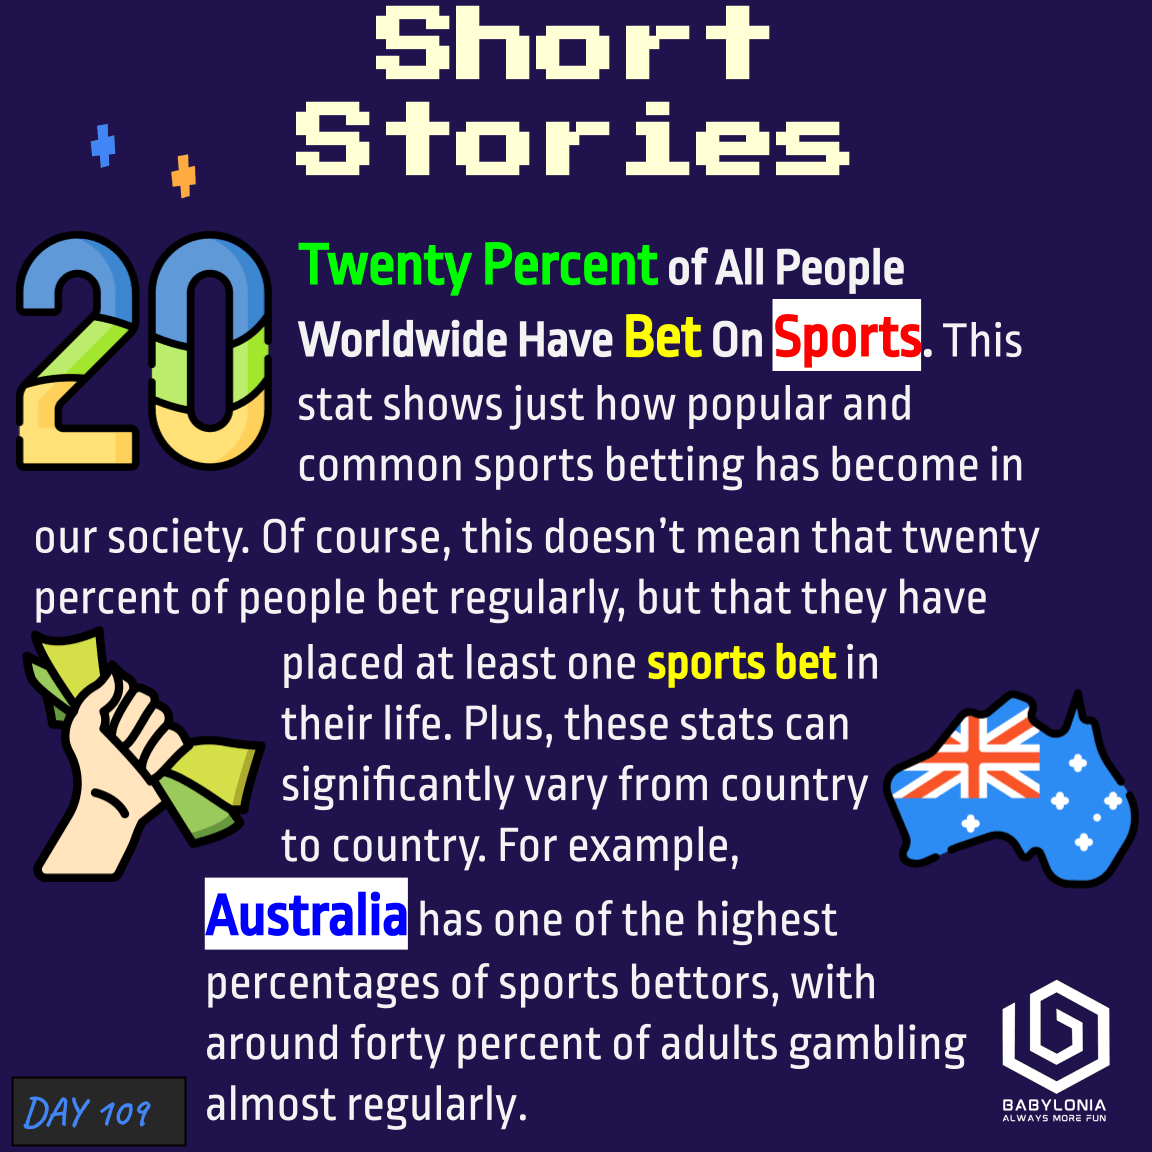 Short
Stories
20
Twenty Percent of All People
Worldwide Have Bet On Sports. This
stat shows just how popular and
common sports betting has become in
our society. Of course, this doesn’t mean that twenty
percent of people bet regularly, but that they have
placed at least one sports bet in
their life. Plus, these stats can
significantly vary from country
to country. For example,
Australia has one of the highest
percentages of sports bettors, with
around forty percent of adults gambling
almost regularly.
DAY 109
BABYLONIA
ALWAYS MORE FUN